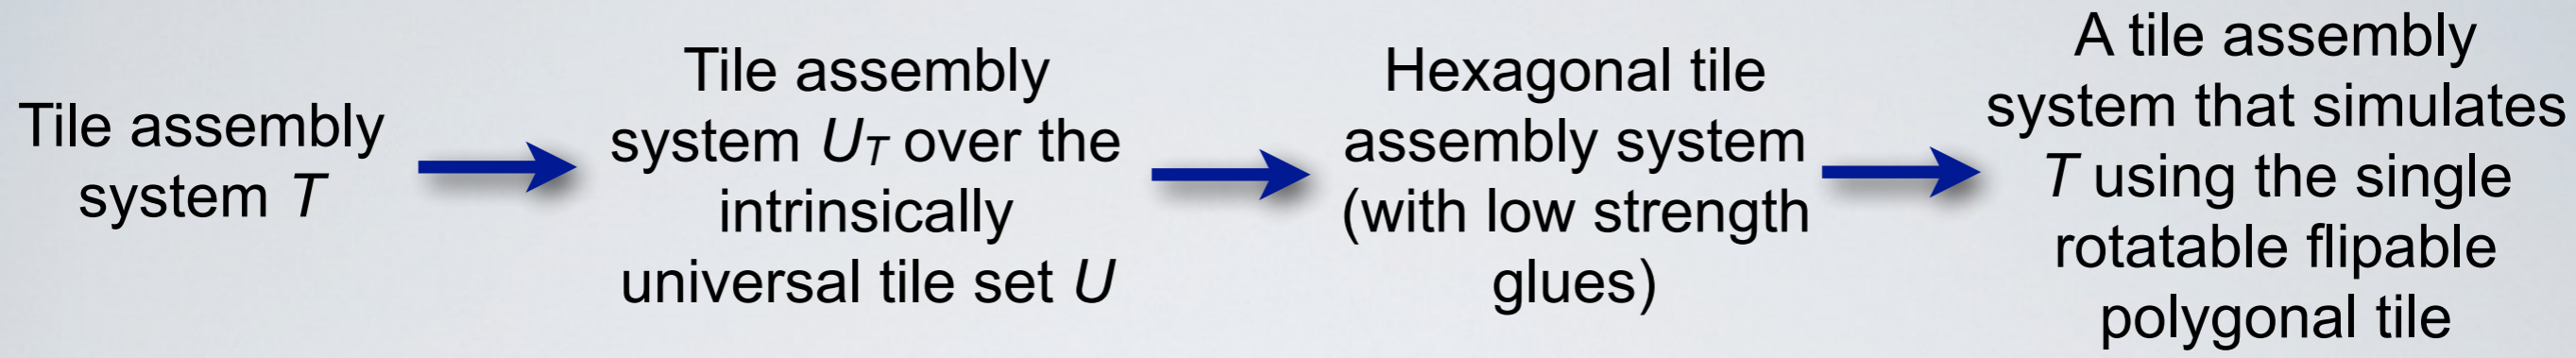 Tile assembly
system T
Tile assembly
system U_T over the
intrinsically
universal tile set U
Hexagonal tile
assembly system
(with low strength
glues)
A tile assembly
system that simulates
T using the single
rotatable flipable
polygonal tile